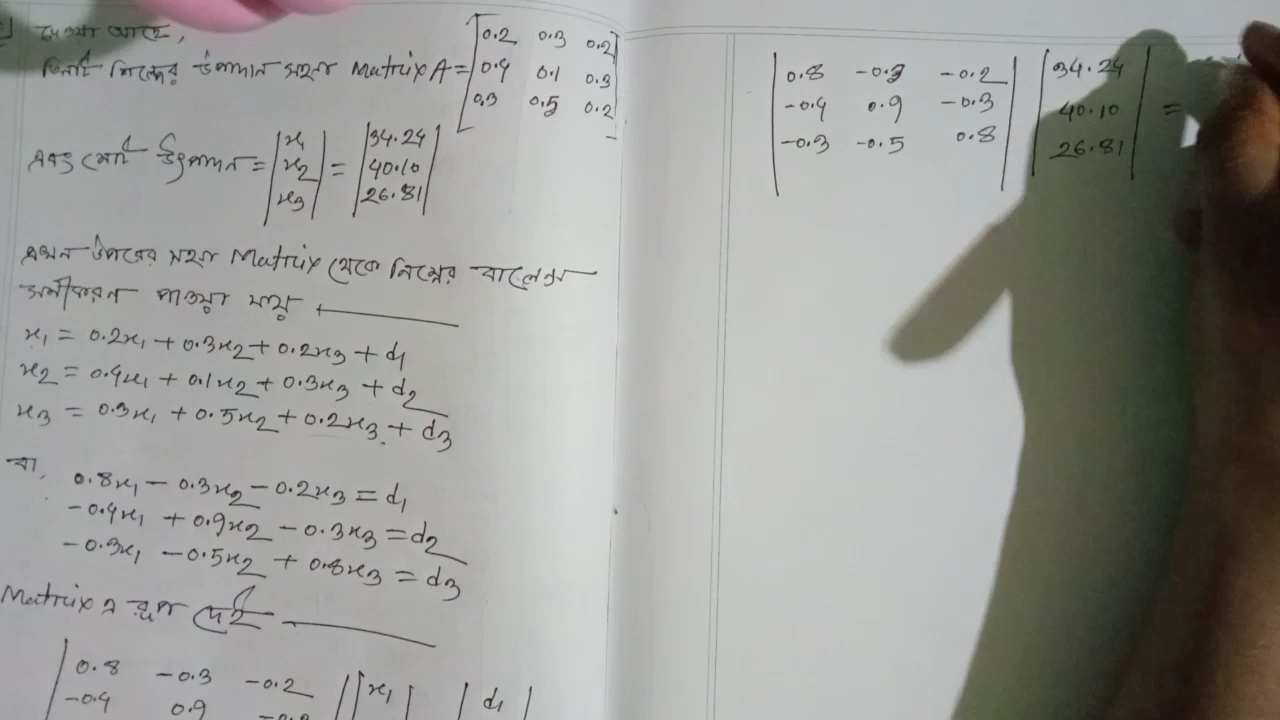 দেওয়া আছে,
তিনটি শিল্পের উপাদান সহগ Matrix A = [0.2 0.3 0.2
0.4 0.1 0.3
0.3 0.5 0.2]
এবং মোট উৎপাদন = |x1 x2 x3| = |34.24 40.10 26.81|
এখন উপরের সহগ Matrix থেকে নিম্নের ব্যালেন্স
সমীকরণ পাওয়া যায়
x1 = 0.2x1 + 0.3x2 + 0.2x3 + d1
x2 = 0.4x1 + 0.1x2 + 0.3x3 + d2
x3 = 0.3x1 + 0.5x2 + 0.2x3 + d3
বা, 0.8x1 - 0.3x2 - 0.2x3 = d1
-0.4x1 + 0.9x2 - 0.3x3 = d2
-0.3x1 - 0.5x2 + 0.8x3 = d3
Matrix এ রূপ দেই
0.8 -0.3 -0.2 x1 d1
-0.4 0.9
0.8 -0.3 -0.2 34.24
-0.4 0.9 -0.3 40.10 =
-0.3 -0.5 0.8 26.81